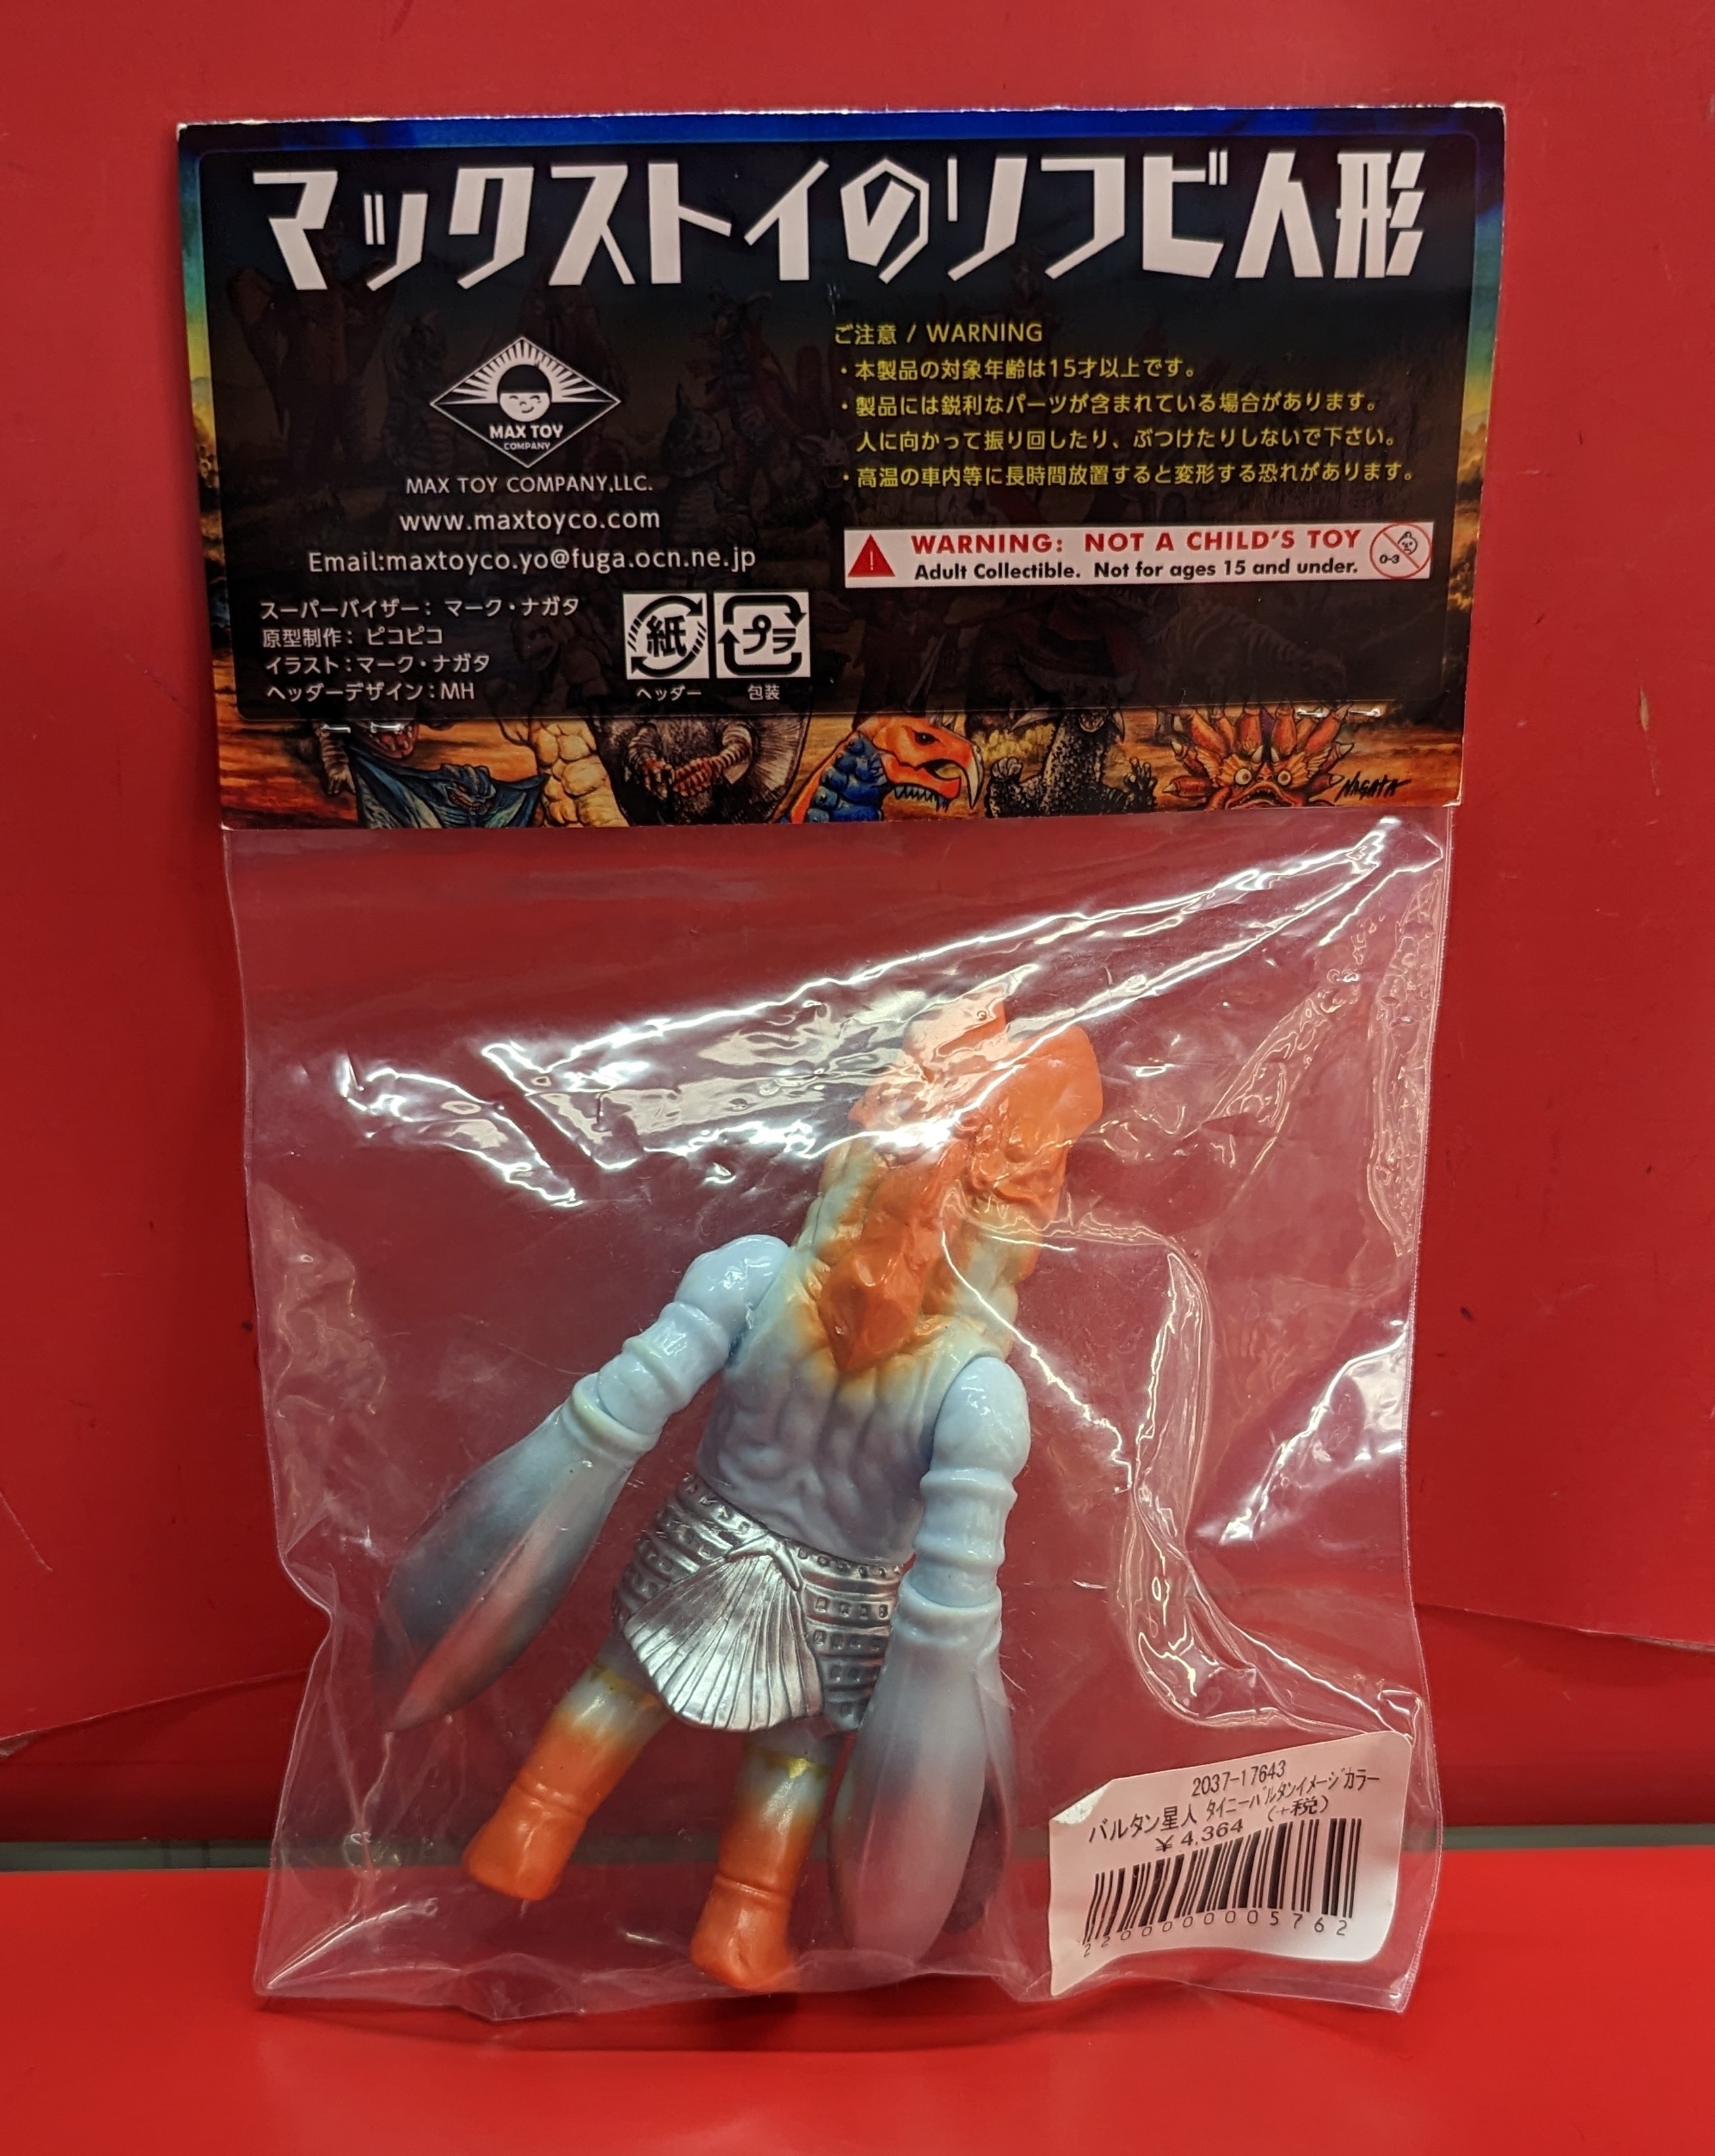 マックストイのソフビ人形
MAX TOY
COMPANY
MAX TOY COMPANY,LLC.
www.maxtoyco.com
Email:maxtoyco.yo@fuga.ocn.ne.jp
スーパーバイザー: マーク・ナガタ
原型制作: ピコピコ
イラスト:マーク・ナガタ
ヘッダーデザイン:MH
紙
ヘッダー
プラ
包装
ご注意 / WARNING
・本製品の対象年齢は15才以上です。
・製品には鋭利なパーツが含まれている場合があります。
人に向かって振り回したり、ぶつけたりしないで下さい。
・高温の車内等に長時間放置すると変形する恐れがあります。
WARNING: NOT A CHILD'S TOY
Adult Collectible. Not for ages 15 and under.
0-3
NAGATA
2037-17643
バルタン星人 タイニーバルタンイメージカラー
¥4,364 (+税)
2200000005762